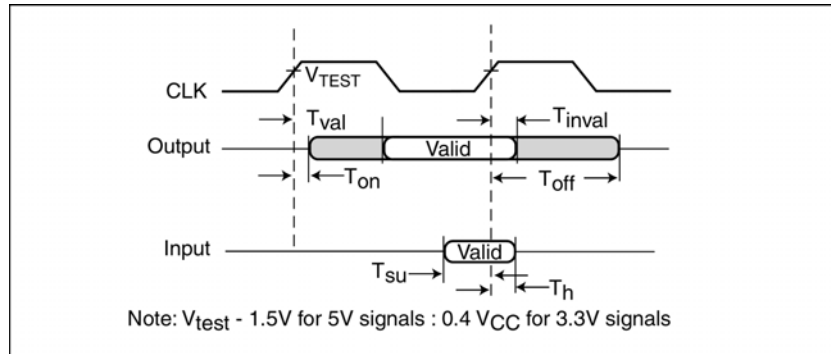 CLK
VTEST
Tval
Tinval
Output
Valid
Ton
Toff
Input
Valid
Tsu
Th
Note: Vtest - 1.5V for 5V signals : 0.4 VCC for 3.3V signals